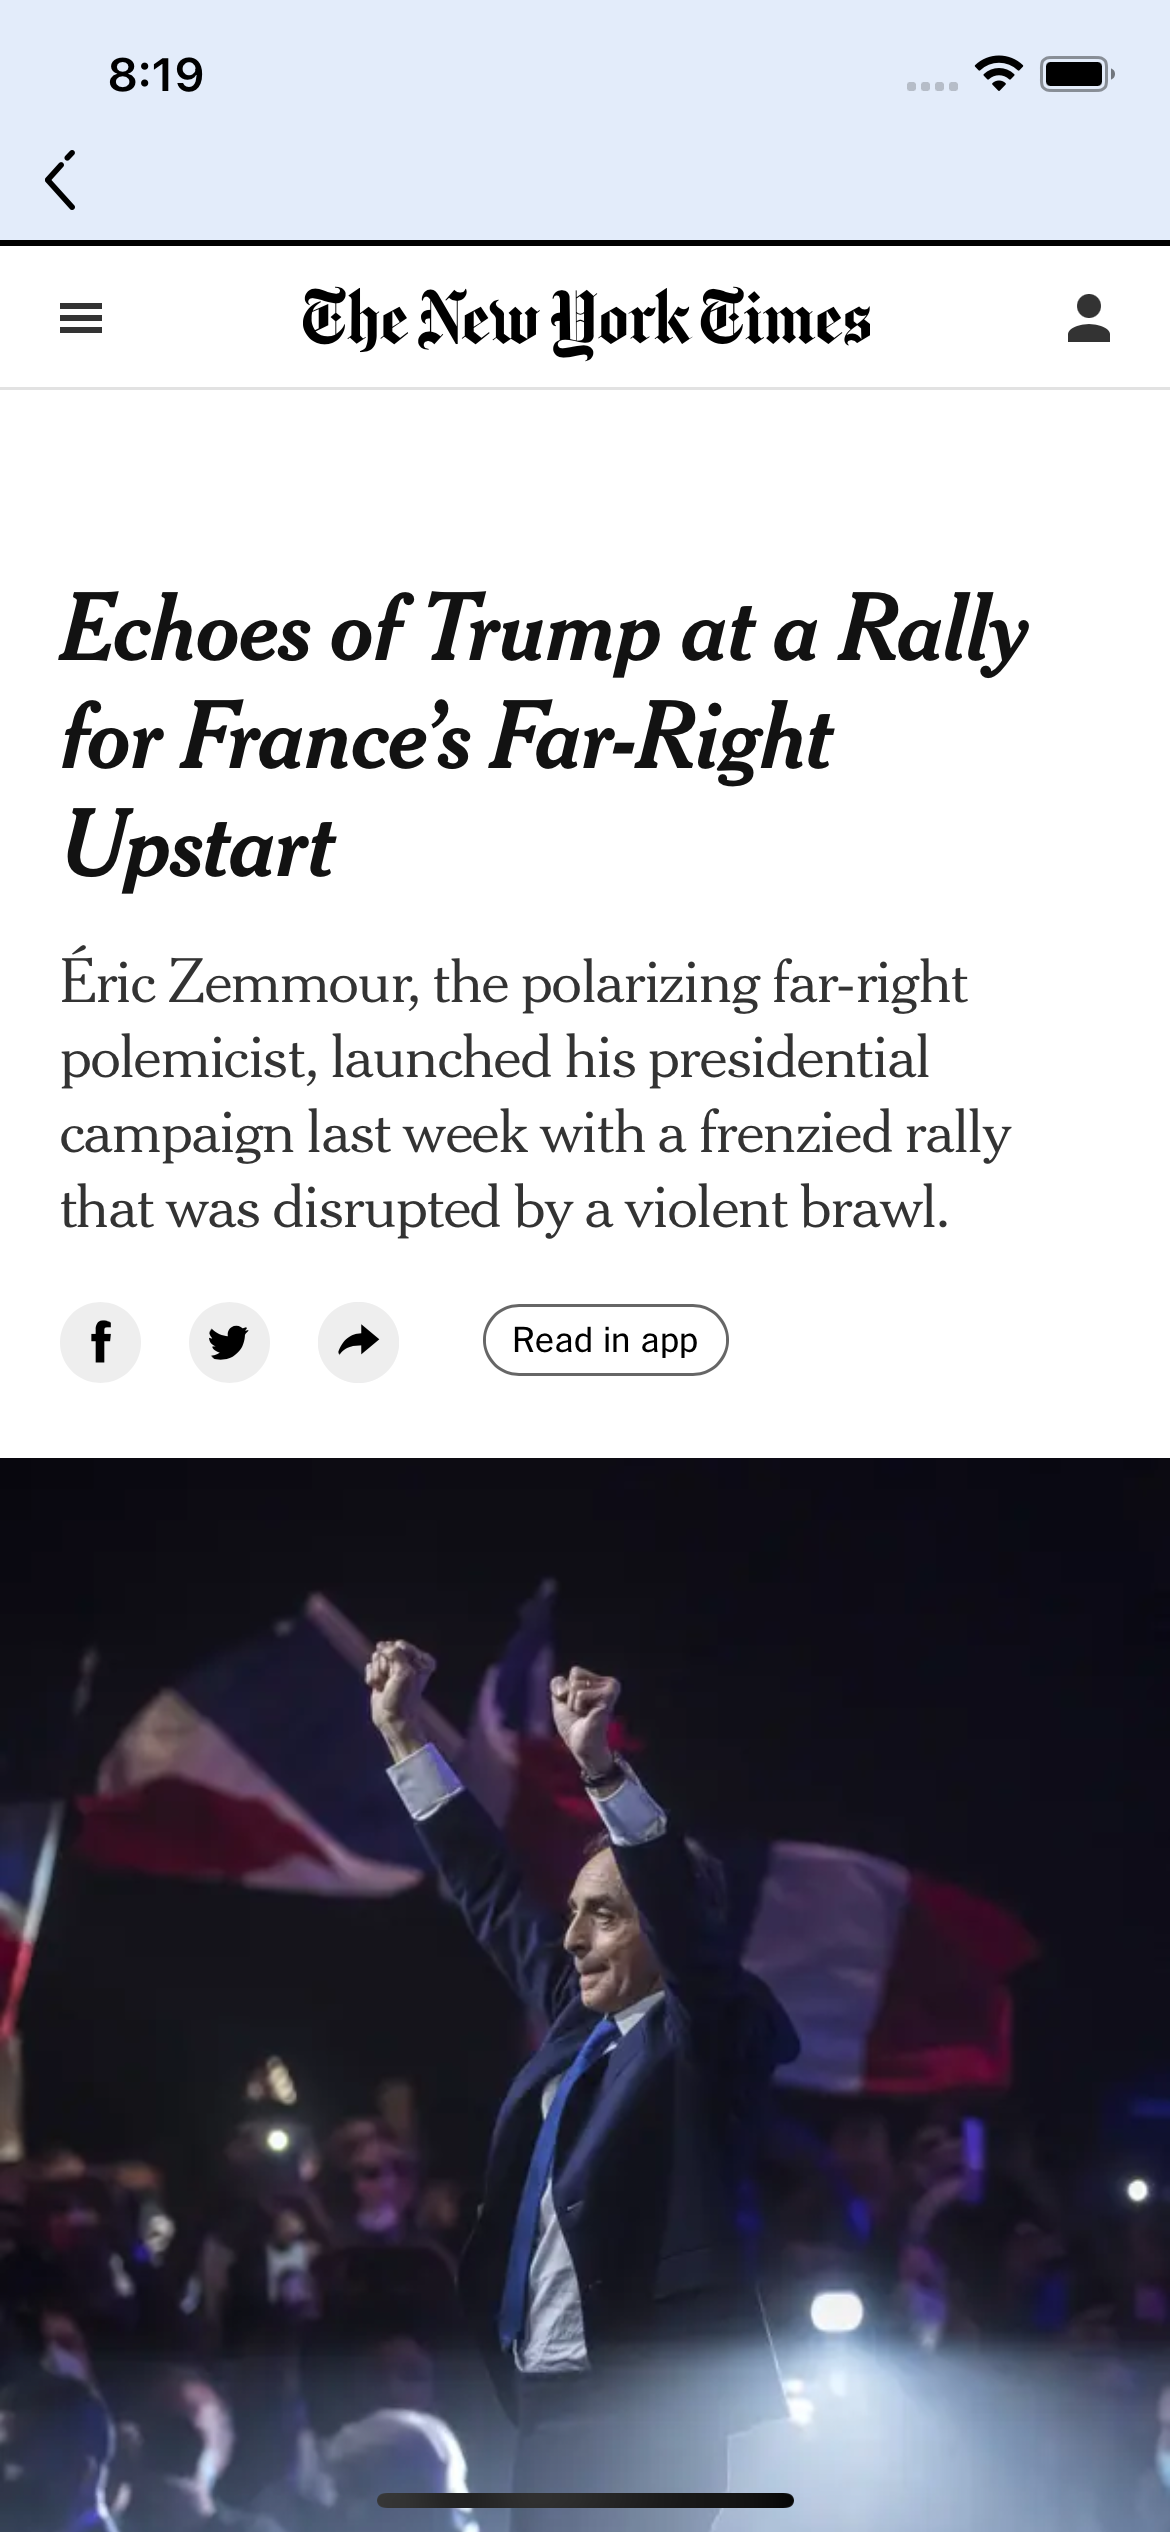 8:19
The New York Times
Echoes of Trump at a Rally
for France’s Far-Right
Upstart
Éric Zemmour, the polarizing far-right
polemicist, launched his presidential
campaign last week with a frenzied rally
that was disrupted by a violent brawl.
Read in app